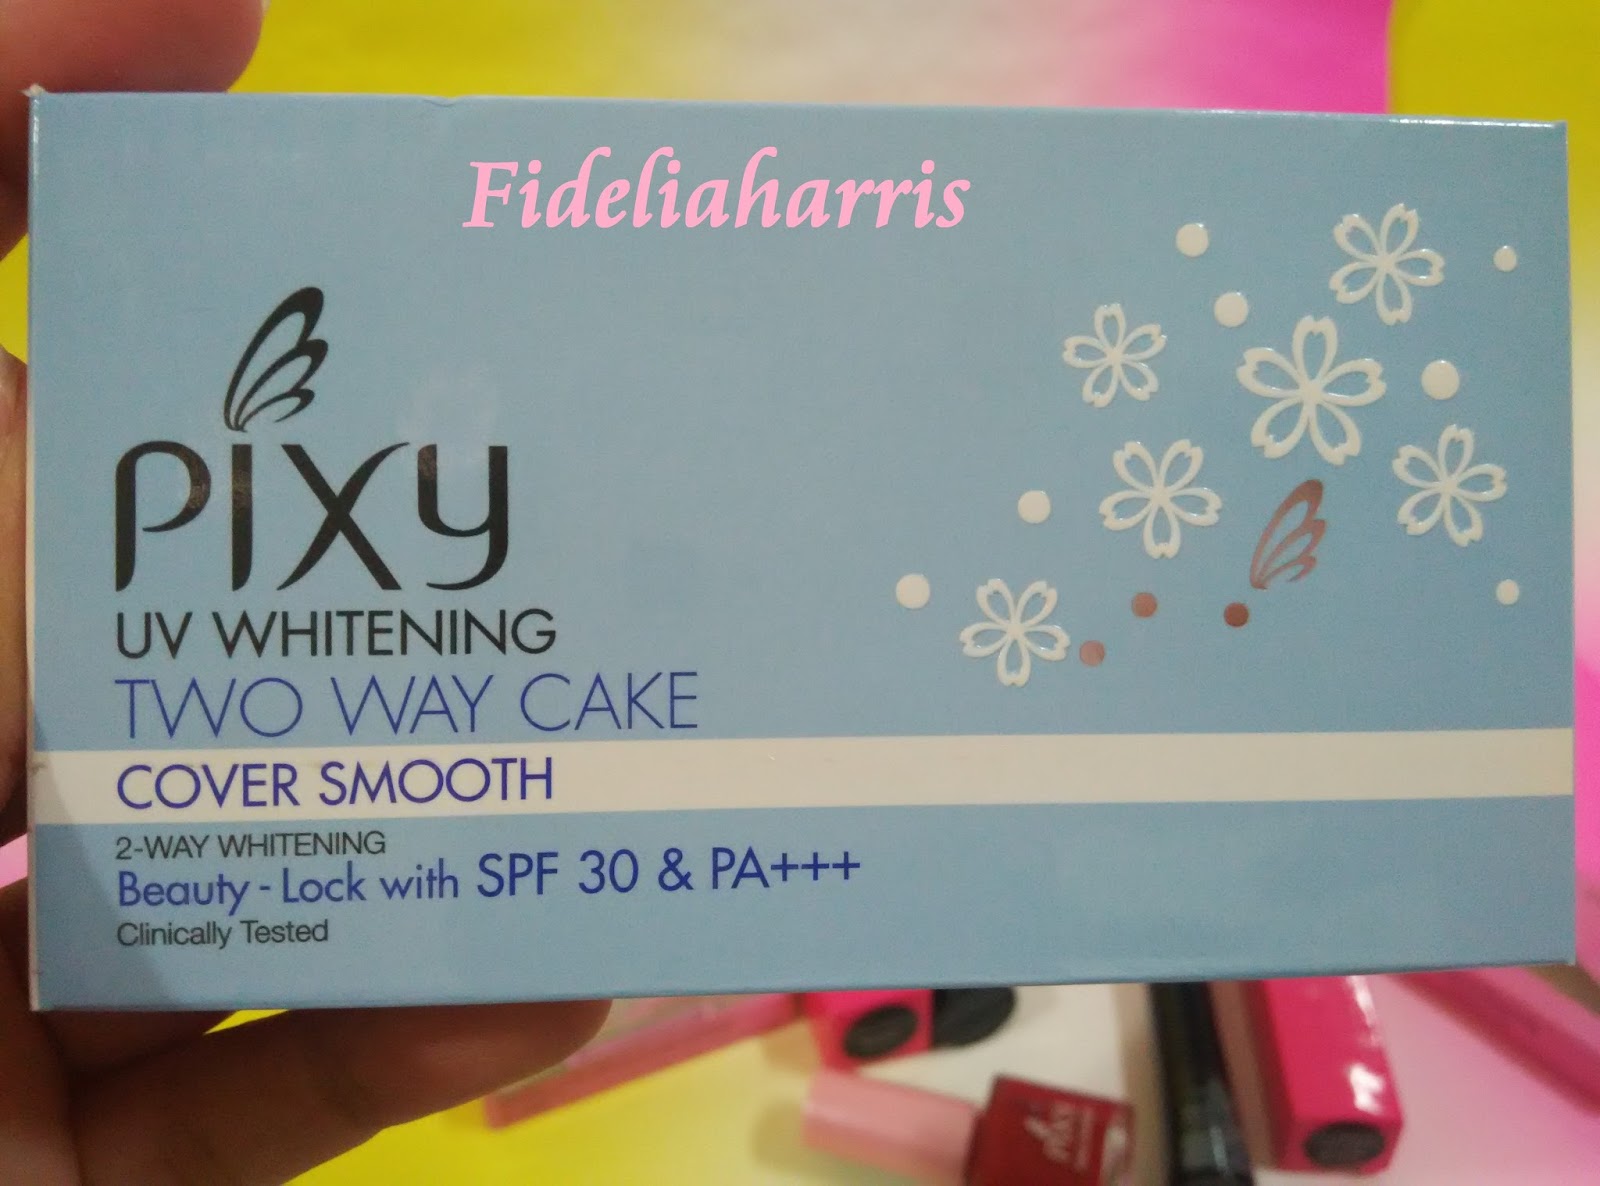 Fideliaharris
PIXY
UV WHITENING
TWO WAY CAKE
COVER SMOOTH
2-WAY WHITENING
Beauty - Lock with SPF 30 & PA+++
Clinically Tested
PIXY